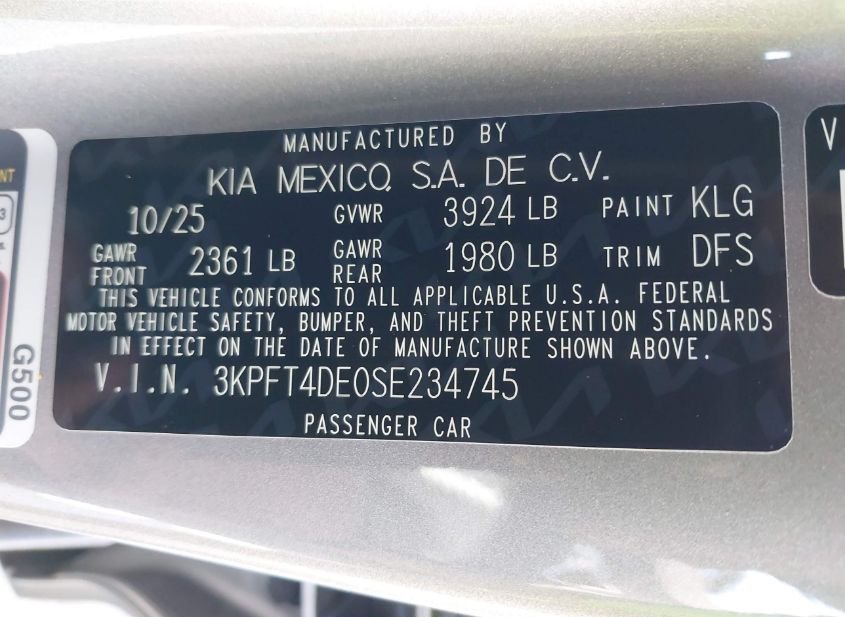 MANUFACTURED BY
KIA MEXICO, S.A. DE C.V.
10/25 GVWR 3924 LB PAINT KLG
GAWR FRONT 2361 LB GAWR REAR 1980 LB TRIM DFS
THIS VEHICLE CONFORMS TO ALL APPLICABLE U.S.A. FEDERAL
MOTOR VEHICLE SAFETY, BUMPER, AND THEFT PREVENTION STANDARDS
IN EFFECT ON THE DATE OF MANUFACTURE SHOWN ABOVE.
V.I.N. 3KPFT4DE0SE234745
PASSENGER CAR
G500